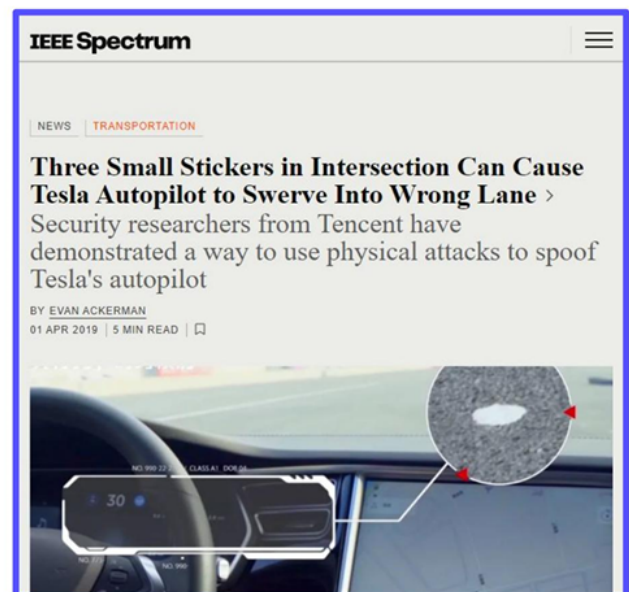 IEEE Spectrum
NEWS TRANSPORTATION
Three Small Stickers in Intersection Can Cause
Tesla Autopilot to Swerve Into Wrong Lane >
Security researchers from Tencent have
demonstrated a way to use physical attacks to spoof
Tesla's autopilot
BY EVAN ACKERMAN
01 APR 2019 | 5 MIN READ
30